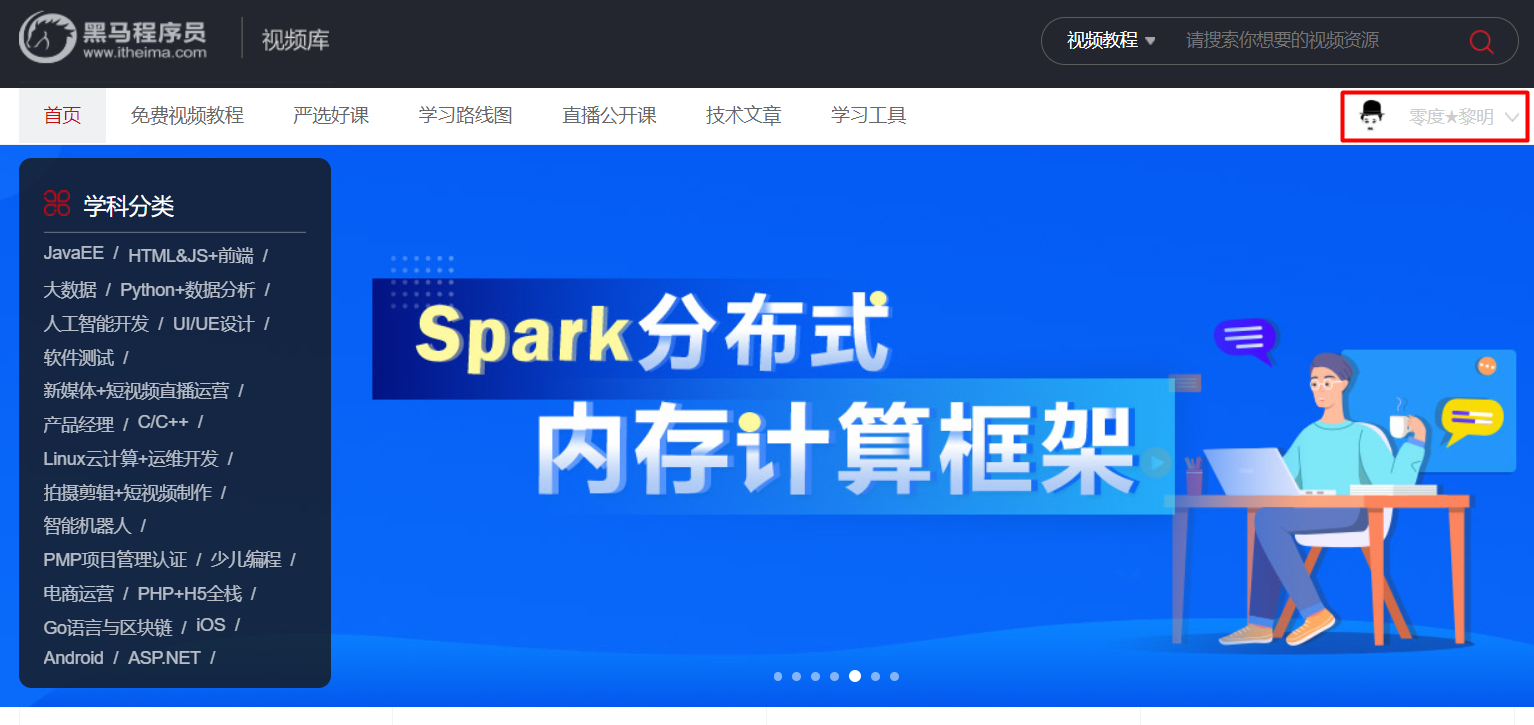 黑马程序员
www.itheima.com
视频库
视频教程 请搜索你想要的视频资源
首页 免费视频教程 严选好课 学习路线图 直播公开课 技术文章 学习工具 零度★黎明
学科分类
JavaEE / HTML&JS+前端 /
大数据 / Python+数据分析 /
人工智能开发 / UI/UE设计 /
软件测试 /
新媒体+短视频直播运营 /
产品经理 / C/C++ /
Linux云计算+运维开发 /
拍摄剪辑+短视频制作 /
智能机器人 /
PMP项目管理认证 / 少儿编程 /
电商运营 / PHP+H5全栈 /
Go语言与区块链 / iOS /
Android / ASP.NET /
Spark分布式
内存计算框架